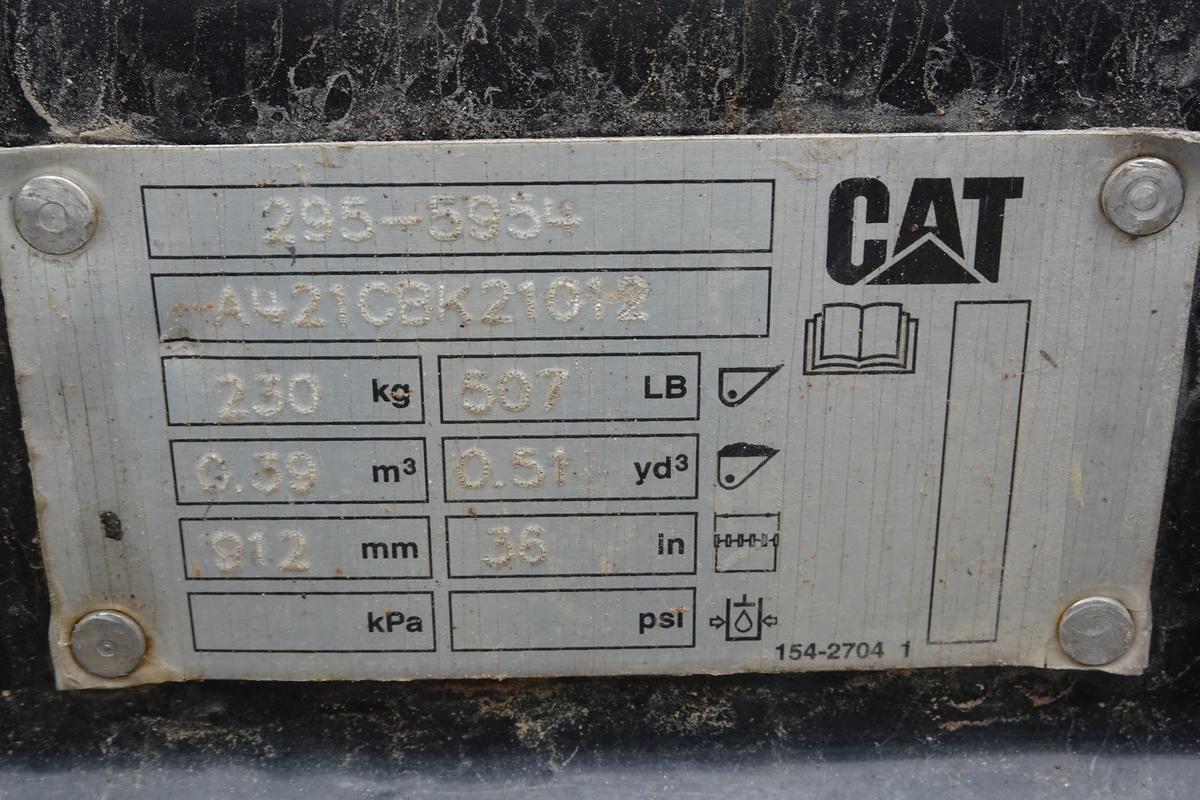 295-5954
CAT
A421CBK21012
230 kg 507 LB
0.39 m³ 0.51 yd³
912 mm 36 in
kPa psi
154-2704 1